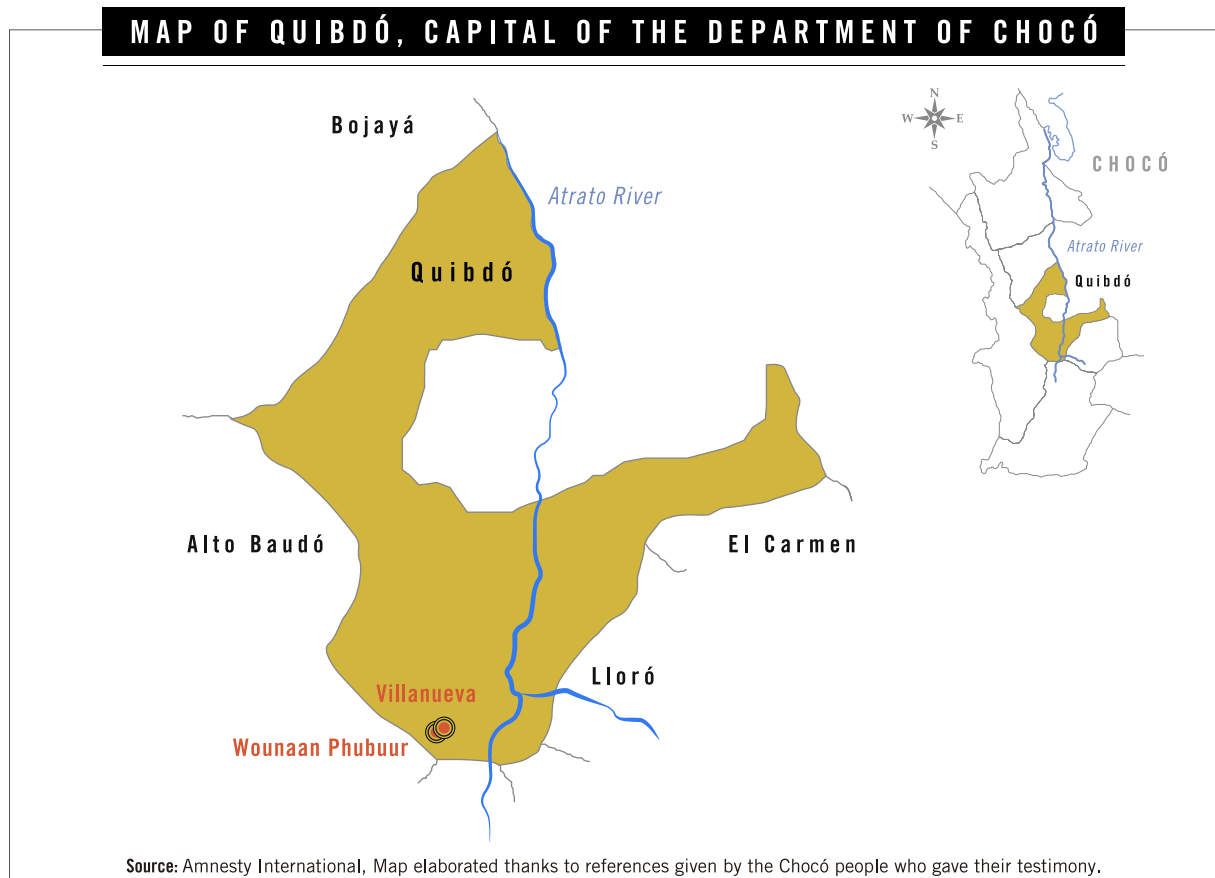 MAP OF QUIBDÓ, CAPITAL OF THE DEPARTMENT OF CHOCÓ
Bojayá
Atrato River
Quibdó
Alto Baudó
El Carmen
Lloró
Villanueva
Wounaan Phubuur
N
W
E
S
CHOCÓ
Atrato River
Quibdó
Source: Amnesty International, Map elaborated thanks to references given by the Chocó people who gave their testimony.